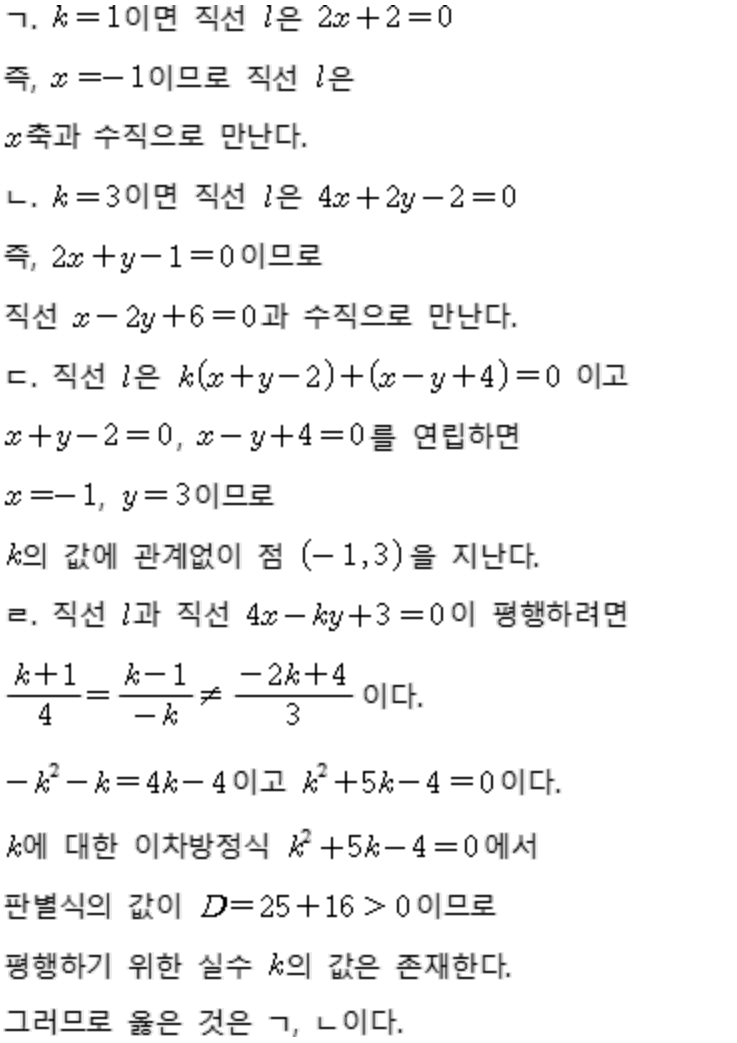 ㄱ. k=1이면 직선 l은 2x+2=0
즉, x=-1이므로 직선 l은
x축과 수직으로 만난다.
ㄴ. k=3이면 직선 l은 4x+2y-2=0
즉, 2x+y-1=0이므로
직선 x-2y+6=0과 수직으로 만난다.
ㄷ. 직선 l은 k(x+y-2)+(x-y+4)=0 이고
x+y-2=0, x-y+4=0를 연립하면
x=-1, y=3이므로
k의 값에 관계없이 점 (-1,3)을 지난다.
ㄹ. 직선 l과 직선 4x-ky+3=0이 평행하려면
(k+1)/4 = (k-1)/(-k) ≠ (-2k+4)/3 이다.
-k²-k=4k-4이고 k²+5k-4=0이다.
k에 대한 이차방정식 k²+5k-4=0에서
판별식의 값이 D=25+16>0이므로
평행하기 위한 실수 k의 값은 존재한다.
그러므로 옳은 것은 ㄱ, ㄴ이다.